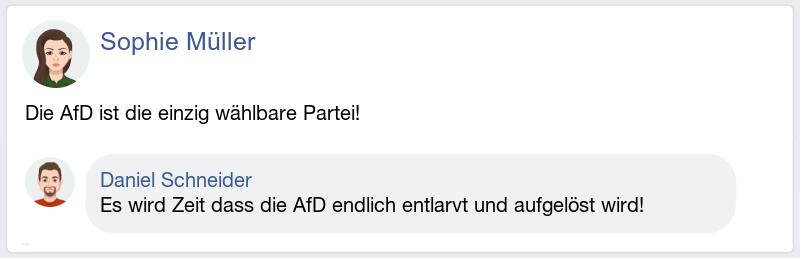 Sophie Müller
Die AfD ist die einzig wählbare Partei!
Daniel Schneider
Es wird Zeit dass die AfD endlich entlarvt und aufgelöst wird!